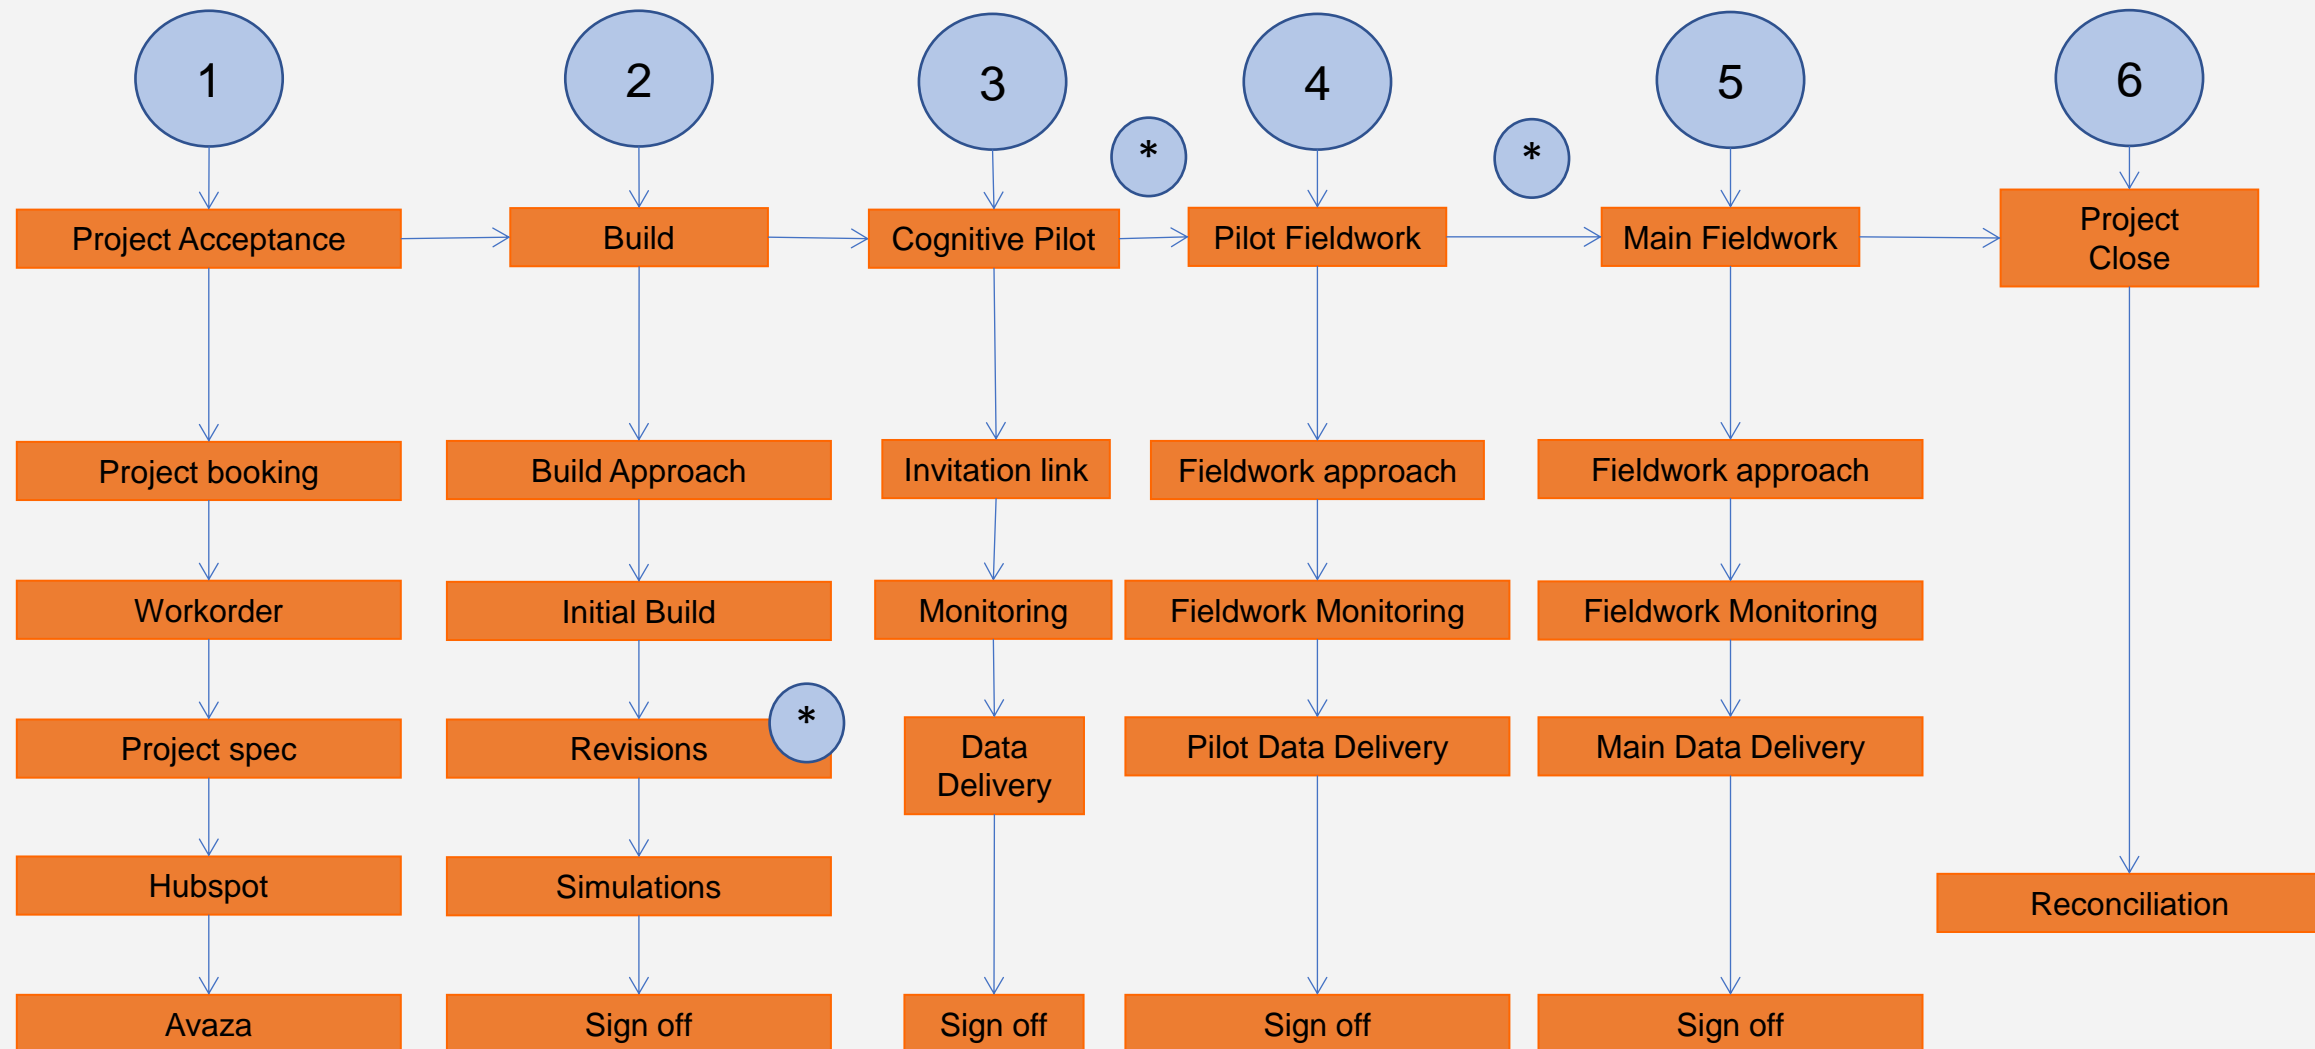 1
2
3
4
5
6
*
*
Project Acceptance
Build
Cognitive Pilot
Pilot Fieldwork
Main Fieldwork
Project
Close
Project booking
Build Approach
Invitation link
Fieldwork approach
Fieldwork approach
Workorder
Initial Build
Monitoring
Fieldwork Monitoring
Fieldwork Monitoring
Project spec
Revisions
*
Data
Delivery
Pilot Data Delivery
Main Data Delivery
Hubspot
Simulations
Reconciliation
Avaza
Sign off
Sign off
Sign off
Sign off